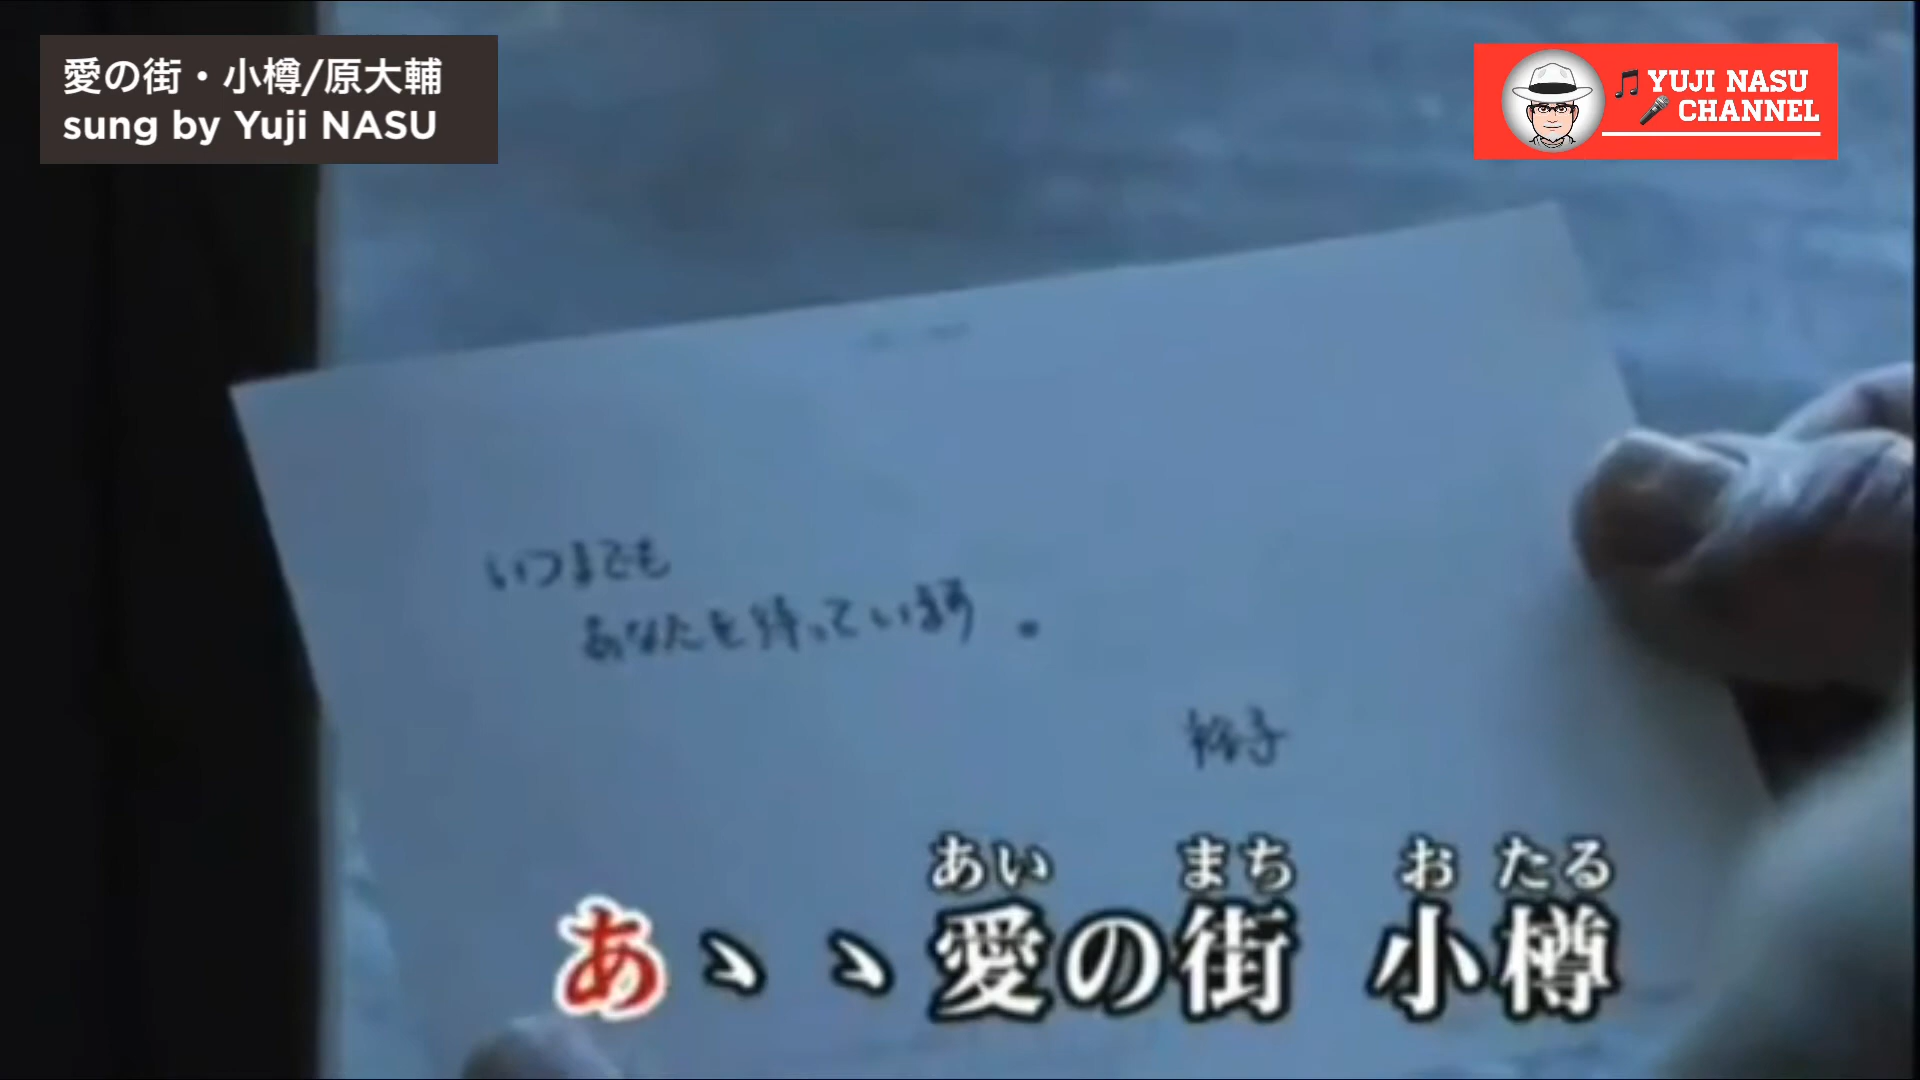 愛の街・小樽/原大輔
sung by Yuji NASU
YUJI NASU
CHANNEL
いつまでも
あなたを待っています。
裕子
あい まち お たる
あゝゝ愛の街 小樽